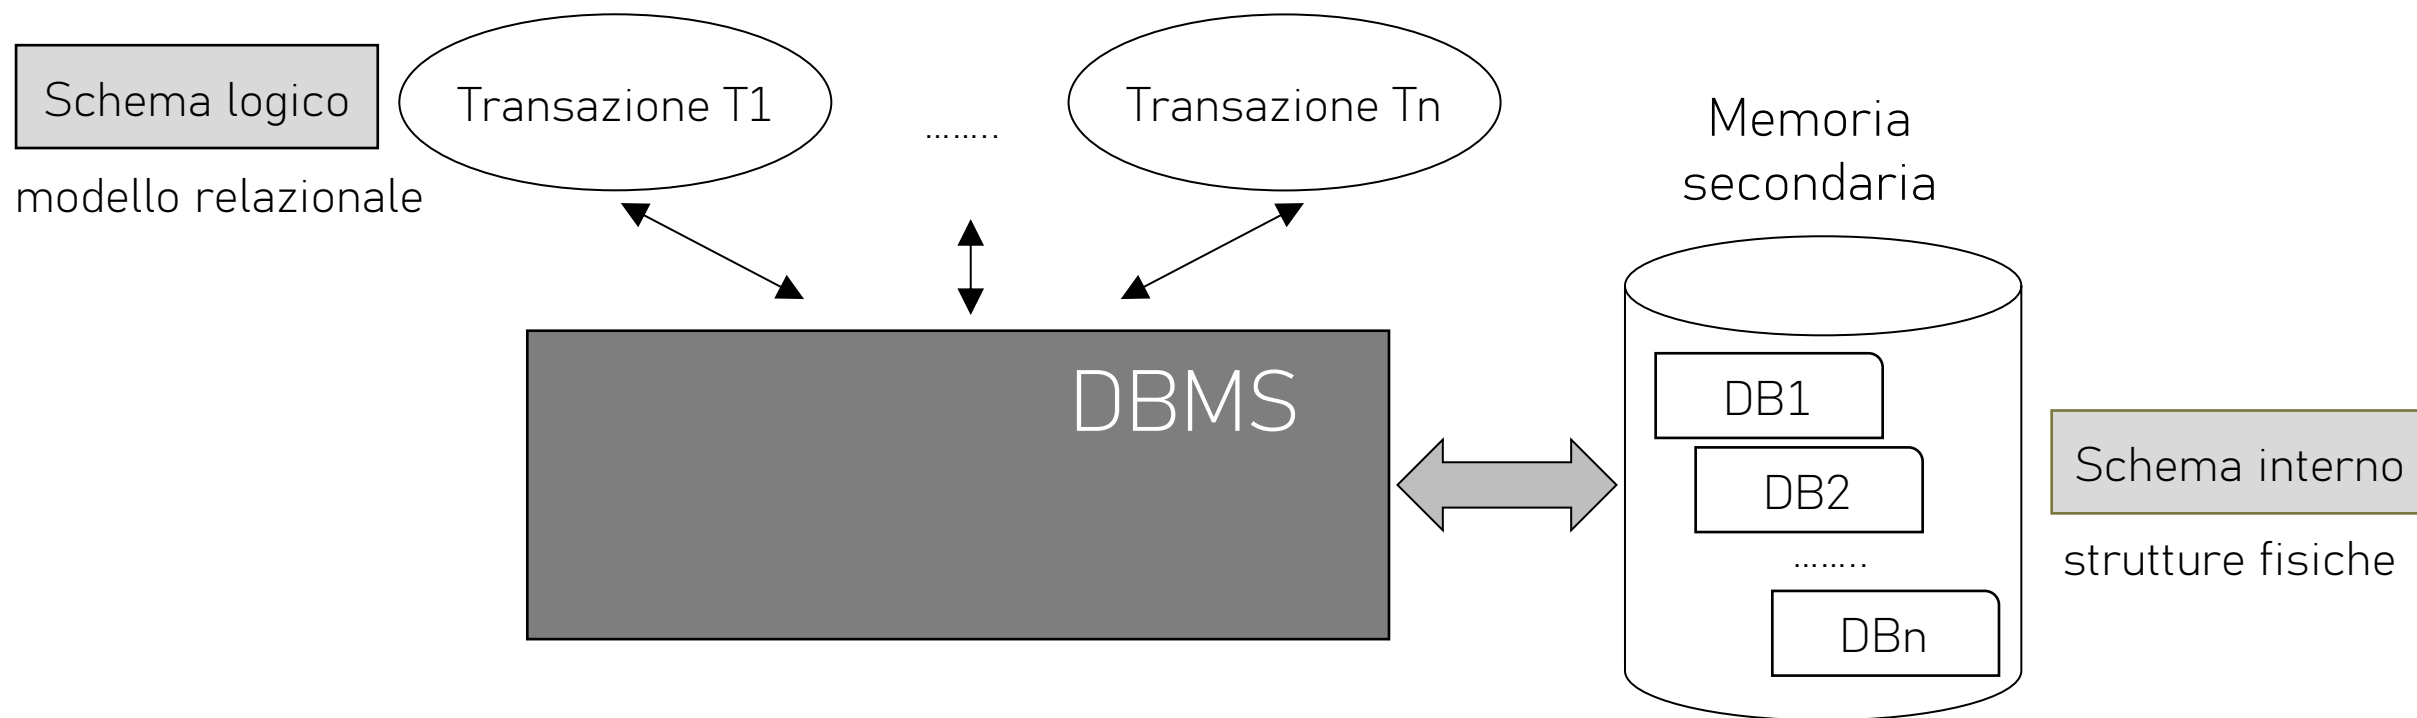 Schema logico
modello relazionale
Transazione T1
........
Transazione Tn
Memoria
secondaria
DBMS
DB1
DB2
........
DBn
Schema interno
strutture fisiche